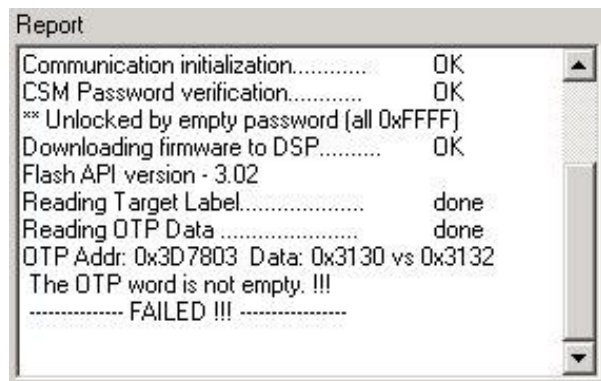 Report
Communication initialization............ OK
CSM Password verification............ OK
** Unlocked by empty password (all 0xFFFF)
Downloading firmware to DSP.......... OK
Flash API version - 3.02
Reading Target Label..................... done
Reading OTP Data ....................... done
OTP Addr: 0x3D7803 Data: 0x3130 vs 0x3132
The OTP word is not empty. !!!
--------------- FAILED !!! -----------------